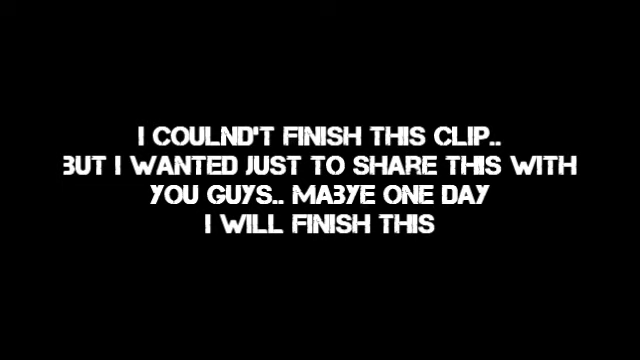 I COULND'T FINISH THIS CLIP..
BUT I WANTED JUST TO SHARE THIS WITH
YOU GUYS.. MABYE ONE DAY
I WILL FINISH THIS